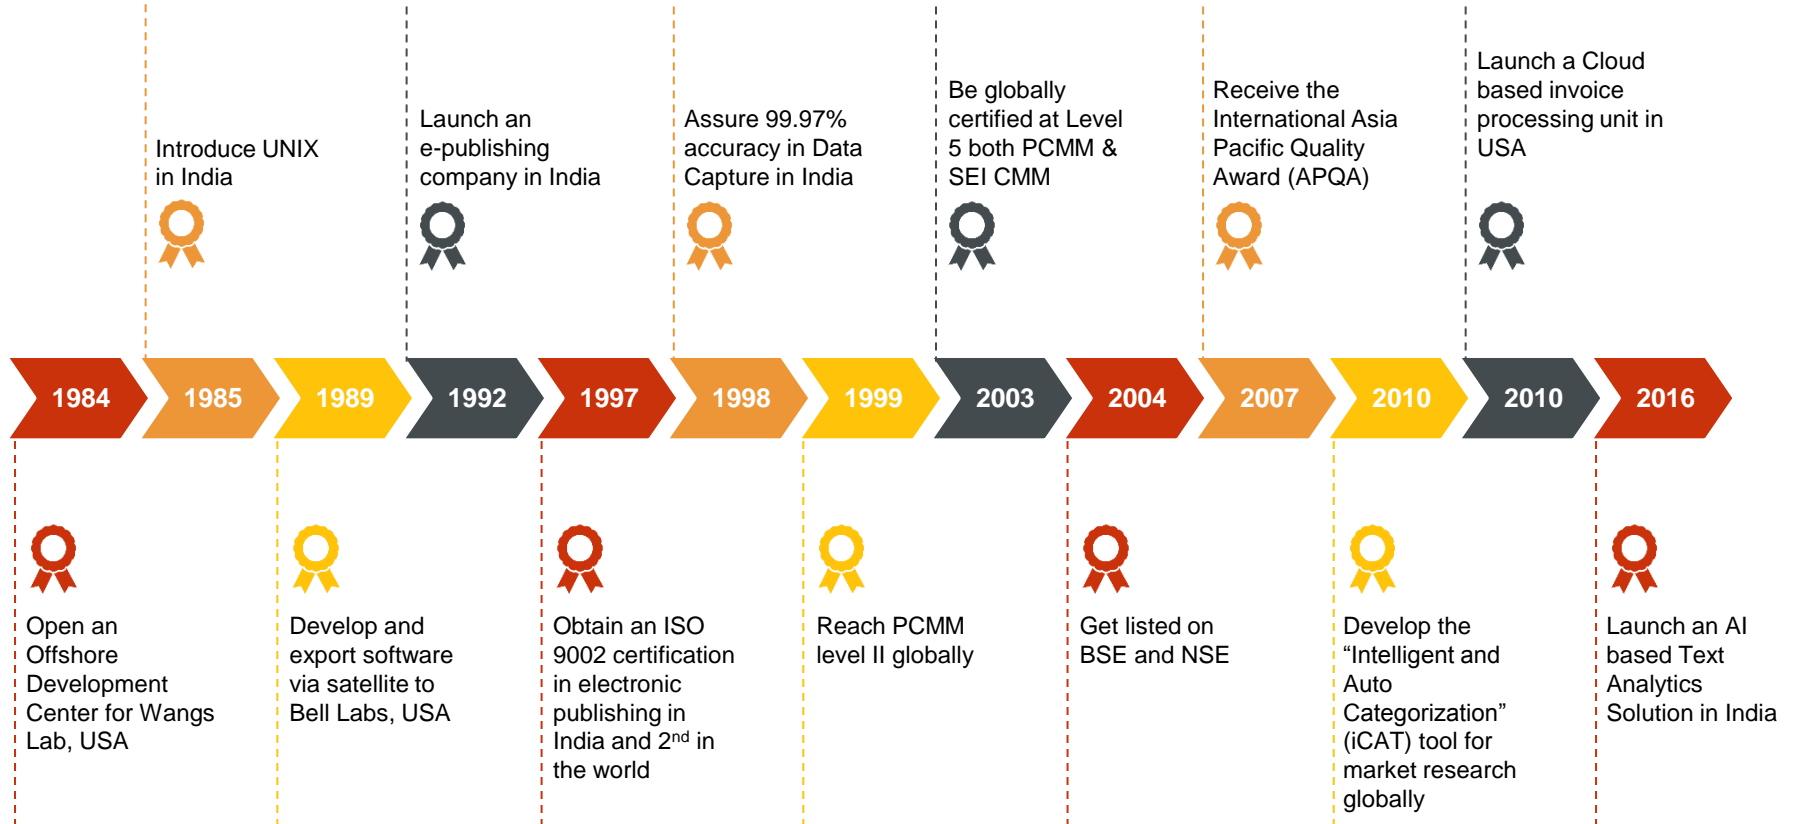 Introduce UNIX
in India
Launch an
e-publishing
company in India
Assure 99.97%
accuracy in Data
Capture in India
Be globally
certified at Level
5 both PCMM &
SEI CMM
Receive the
International Asia
Pacific Quality
Award (APQA)
Launch a Cloud
based invoice
processing unit in
USA
1984
1985
1989
1992
1997
1998
1999
2003
2004
2007
2010
2010
2016
Open an
Offshore
Development
Center for Wangs
Lab, USA
Develop and
export software
via satellite to
Bell Labs, USA
Obtain an ISO
9002 certification
in electronic
publishing in
India and 2nd in
the world
Reach PCMM
level II globally
Get listed on
BSE and NSE
Develop the
“Intelligent and
Auto
Categorization”
(iCAT) tool for
market research
globally
Launch an AI
based Text
Analytics
Solution in India